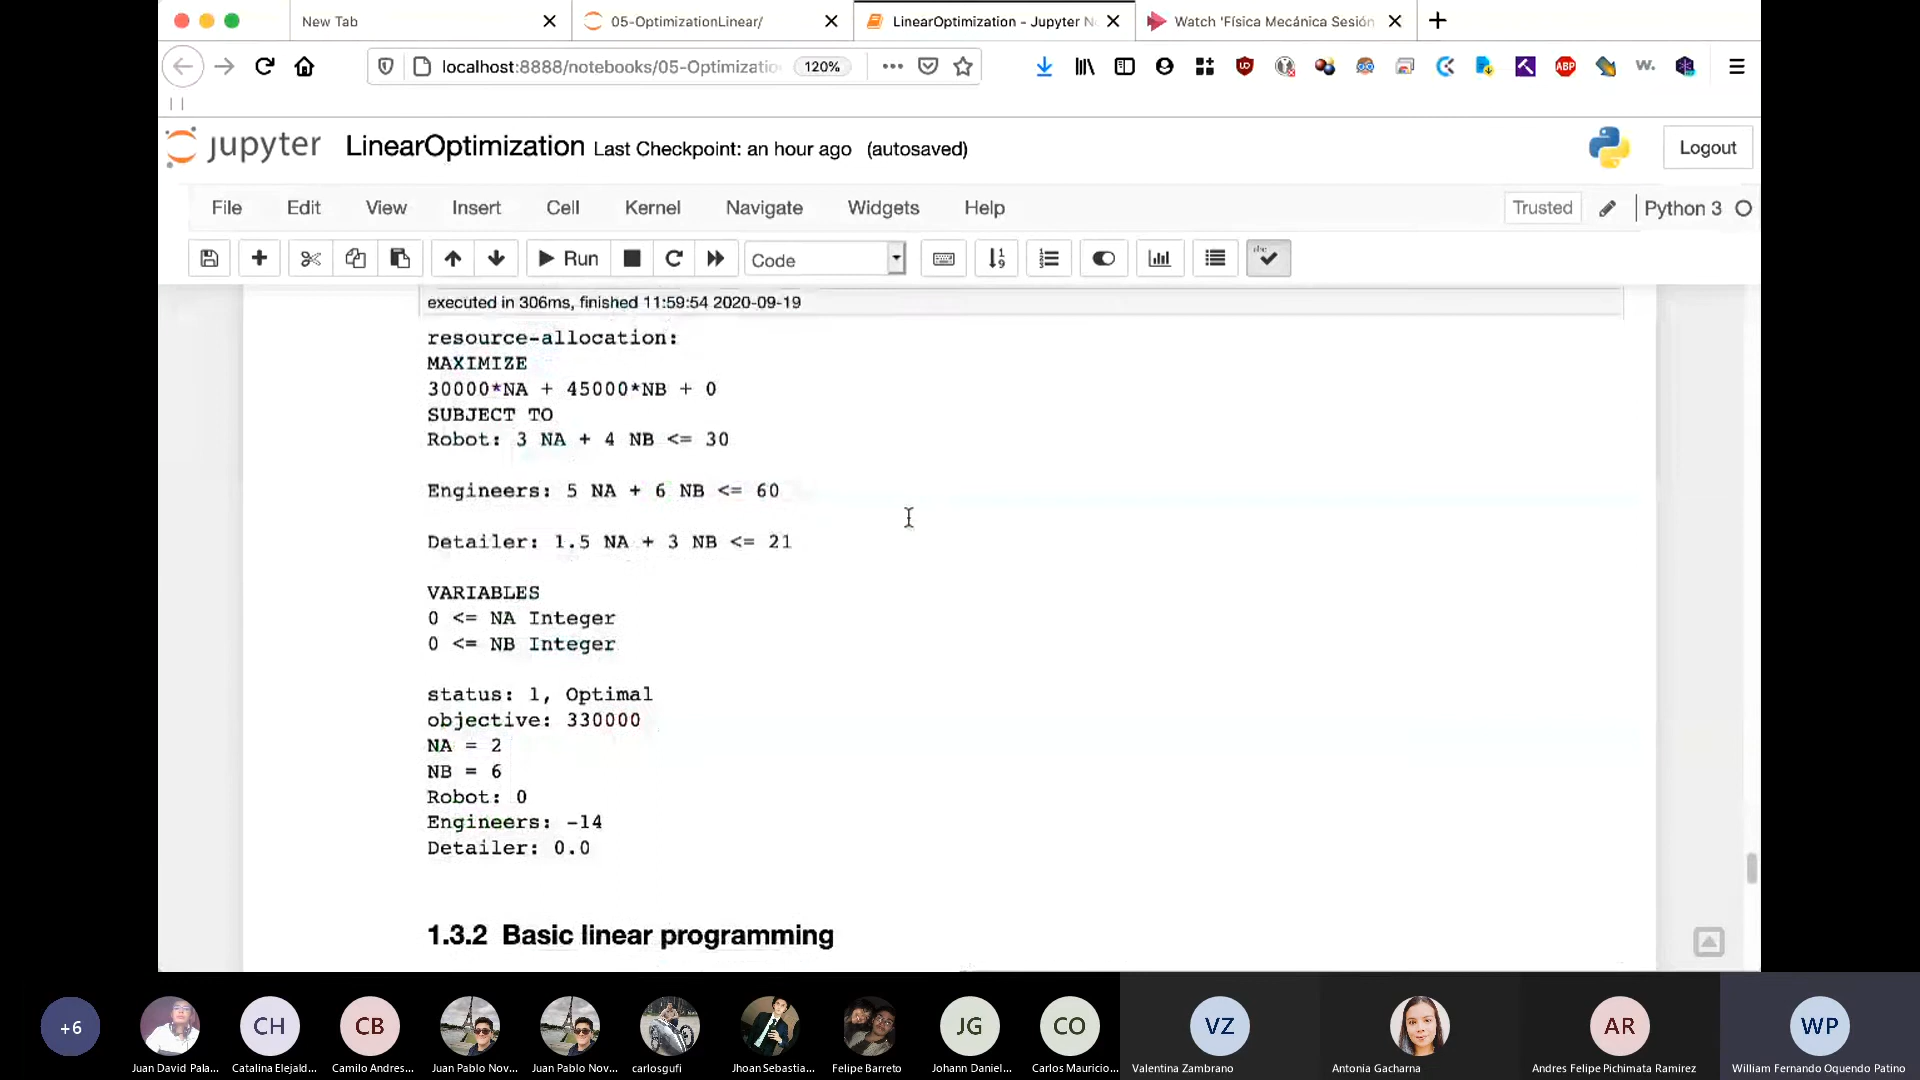 New Tab
05-OptimizationLinear/
LinearOptimization - Jupyter N
Watch 'Física Mecánica Sesión
localhost:8888/notebooks/05-Optimizatio
120%
ABP
w.
jupyter
LinearOptimization Last Checkpoint: an hour ago (autosaved)
Logout
File Edit View Insert Cell Kernel Navigate Widgets Help
Trusted
Python 3
Run
Code
executed in 306ms, finished 11:59:54 2020-09-19
resource-allocation:
MAXIMIZE
30000*NA + 45000*NB + 0
SUBJECT TO
Robot: 3 NA + 4 NB <= 30
Engineers: 5 NA + 6 NB <= 60
Detailer: 1.5 NA + 3 NB <= 21
VARIABLES
0 <= NA Integer
0 <= NB Integer
status: 1, Optimal
objective: 330000
NA = 2
NB = 6
Robot: 0
Engineers: -14
Detailer: 0.0
1.3.2 Basic linear programming
+6
CH
CB
JG
CO
VZ
AR
WP
Juan David Pala...
Catalina Elejald...
Camilo Andres...
Juan Pablo Nov...
Juan Pablo Nov...
carlosgufi
Jhoan Sebastia...
Felipe Barreto
Johann Daniel...
Carlos Mauricio...
Valentina Zambrano
Antonia Gacharna
Andres Felipe Pichimata Ramirez
William Fernando Oquendo Patino